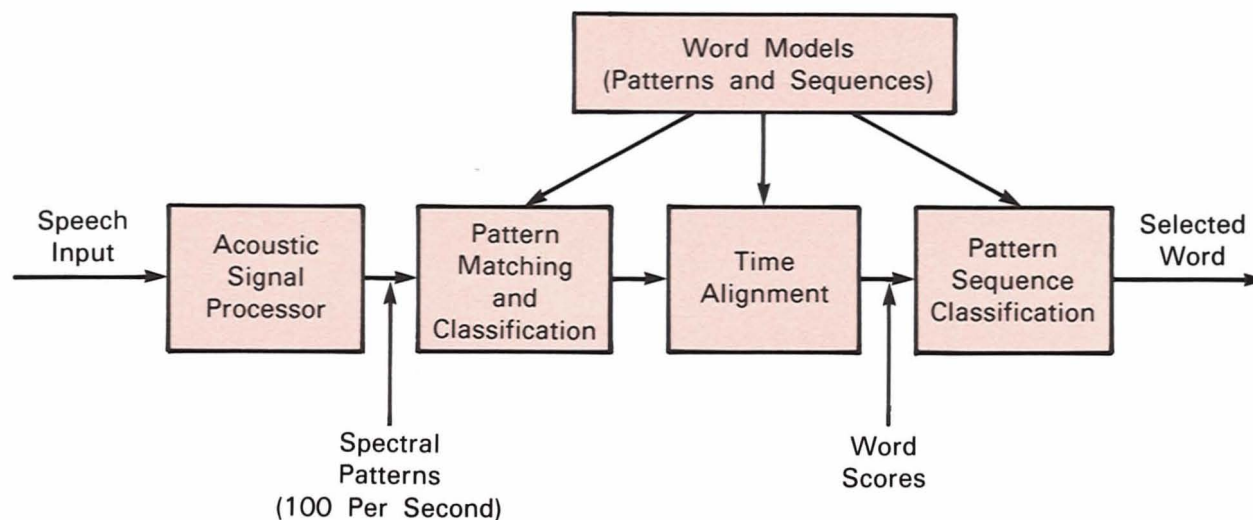 Word Models
(Patterns and Sequences)
Speech
Input
Acoustic
Signal
Processor
Pattern
Matching
and
Classification
Time
Alignment
Pattern
Sequence
Classification
Selected
Word
Spectral
Patterns
(100 Per Second)
Word
Scores